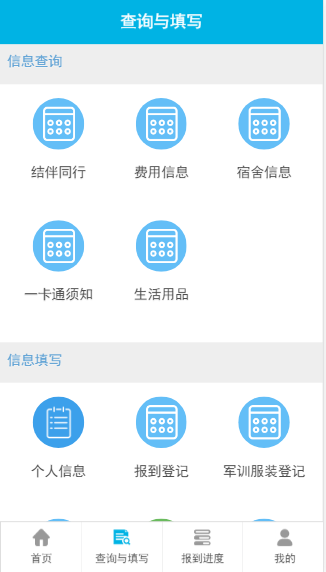 查询与填写
信息查询
结伴同行 费用信息 宿舍信息
一卡通须知 生活用品
信息填写
个人信息 报到登记 军训服装登记
首页 查询与填写 报到进度 我的